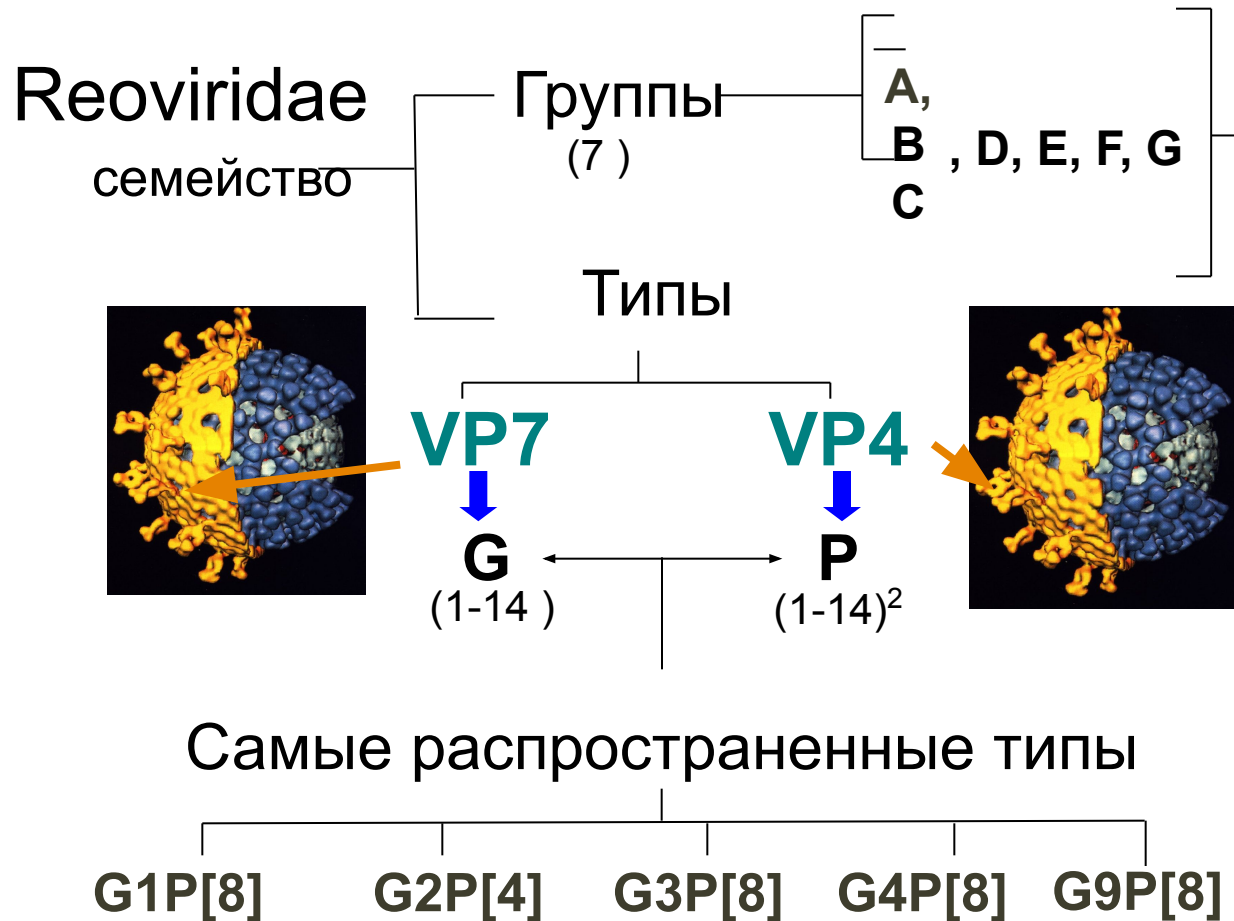 Reoviridae
семейство
Группы
(7 )
A,
B , D, E, F, G
C
Типы
VP7
VP4
G
P
(1-14 )
(1-14)²
Самые распространенные типы
G1P[8] G2P[4] G3P[8] G4P[8] G9P[8]